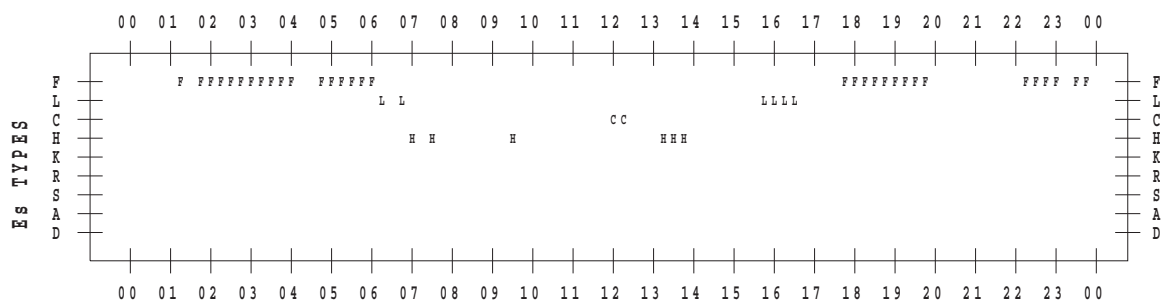 00 01 02 03 04 05 06 07 08 09 10 11 12 13 14 15 16 17 18 19 20 21 22 23 00
Es TYPES
F F FFFFFFFFFF FFFFFF FFFFFFFFF FFFF FF F
L L L LLLL L
C CC C
H H H H HHH H
K K
R R
S S
A A
D D
00 01 02 03 04 05 06 07 08 09 10 11 12 13 14 15 16 17 18 19 20 21 22 23 00